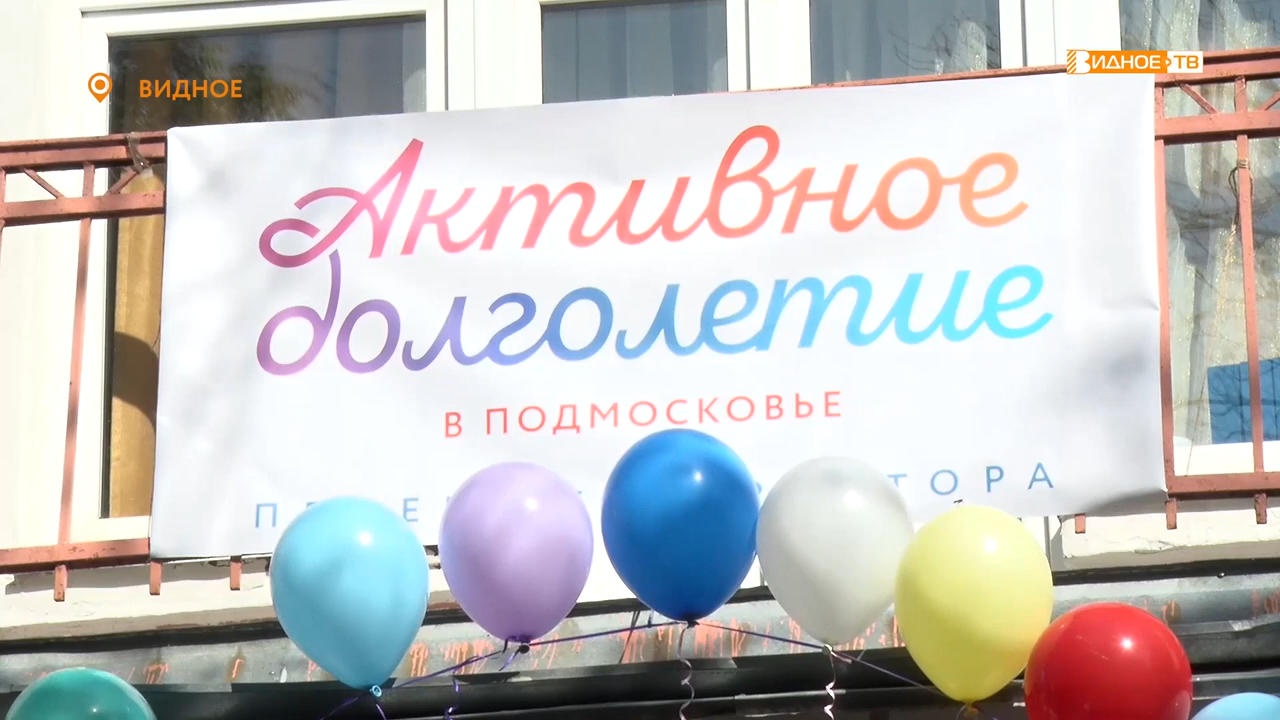 ВИДНОЕ
ВИДНОЕ ТВ
Активное
долголетие
В ПОДМОСКОВЬЕ